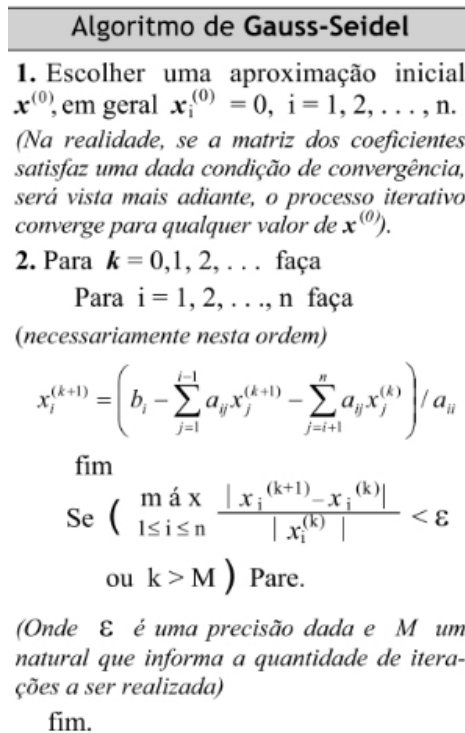 Algoritmo de Gauss-Seidel
1. Escolher uma aproximação inicial
x^(0), em geral x_i^(0) = 0, i = 1, 2, . . . , n.
(Na realidade, se a matriz dos coeficientes
satisfaz uma dada condição de convergência,
será vista mais adiante, o processo iterativo
converge para qualquer valor de x^(0)).
2. Para k = 0,1, 2, . . . faça
Para i = 1, 2, . . ., n faça
(necessariamente nesta ordem)
x_i^(k+1) = ( b_i − ∑_{j=1}^{i−1} a_ij x_j^(k+1) − ∑_{j=i+1}^{n} a_ij x_j^(k) ) / a_ii
fim
Se ( máx_{1≤i≤n} | x_i^(k+1) − x_i^(k) | / | x_i^(k) | < ε
ou k > M ) Pare.
(Onde ε é uma precisão dada e M um
natural que informa a quantidade de itera-
ções a ser realizada)
fim.